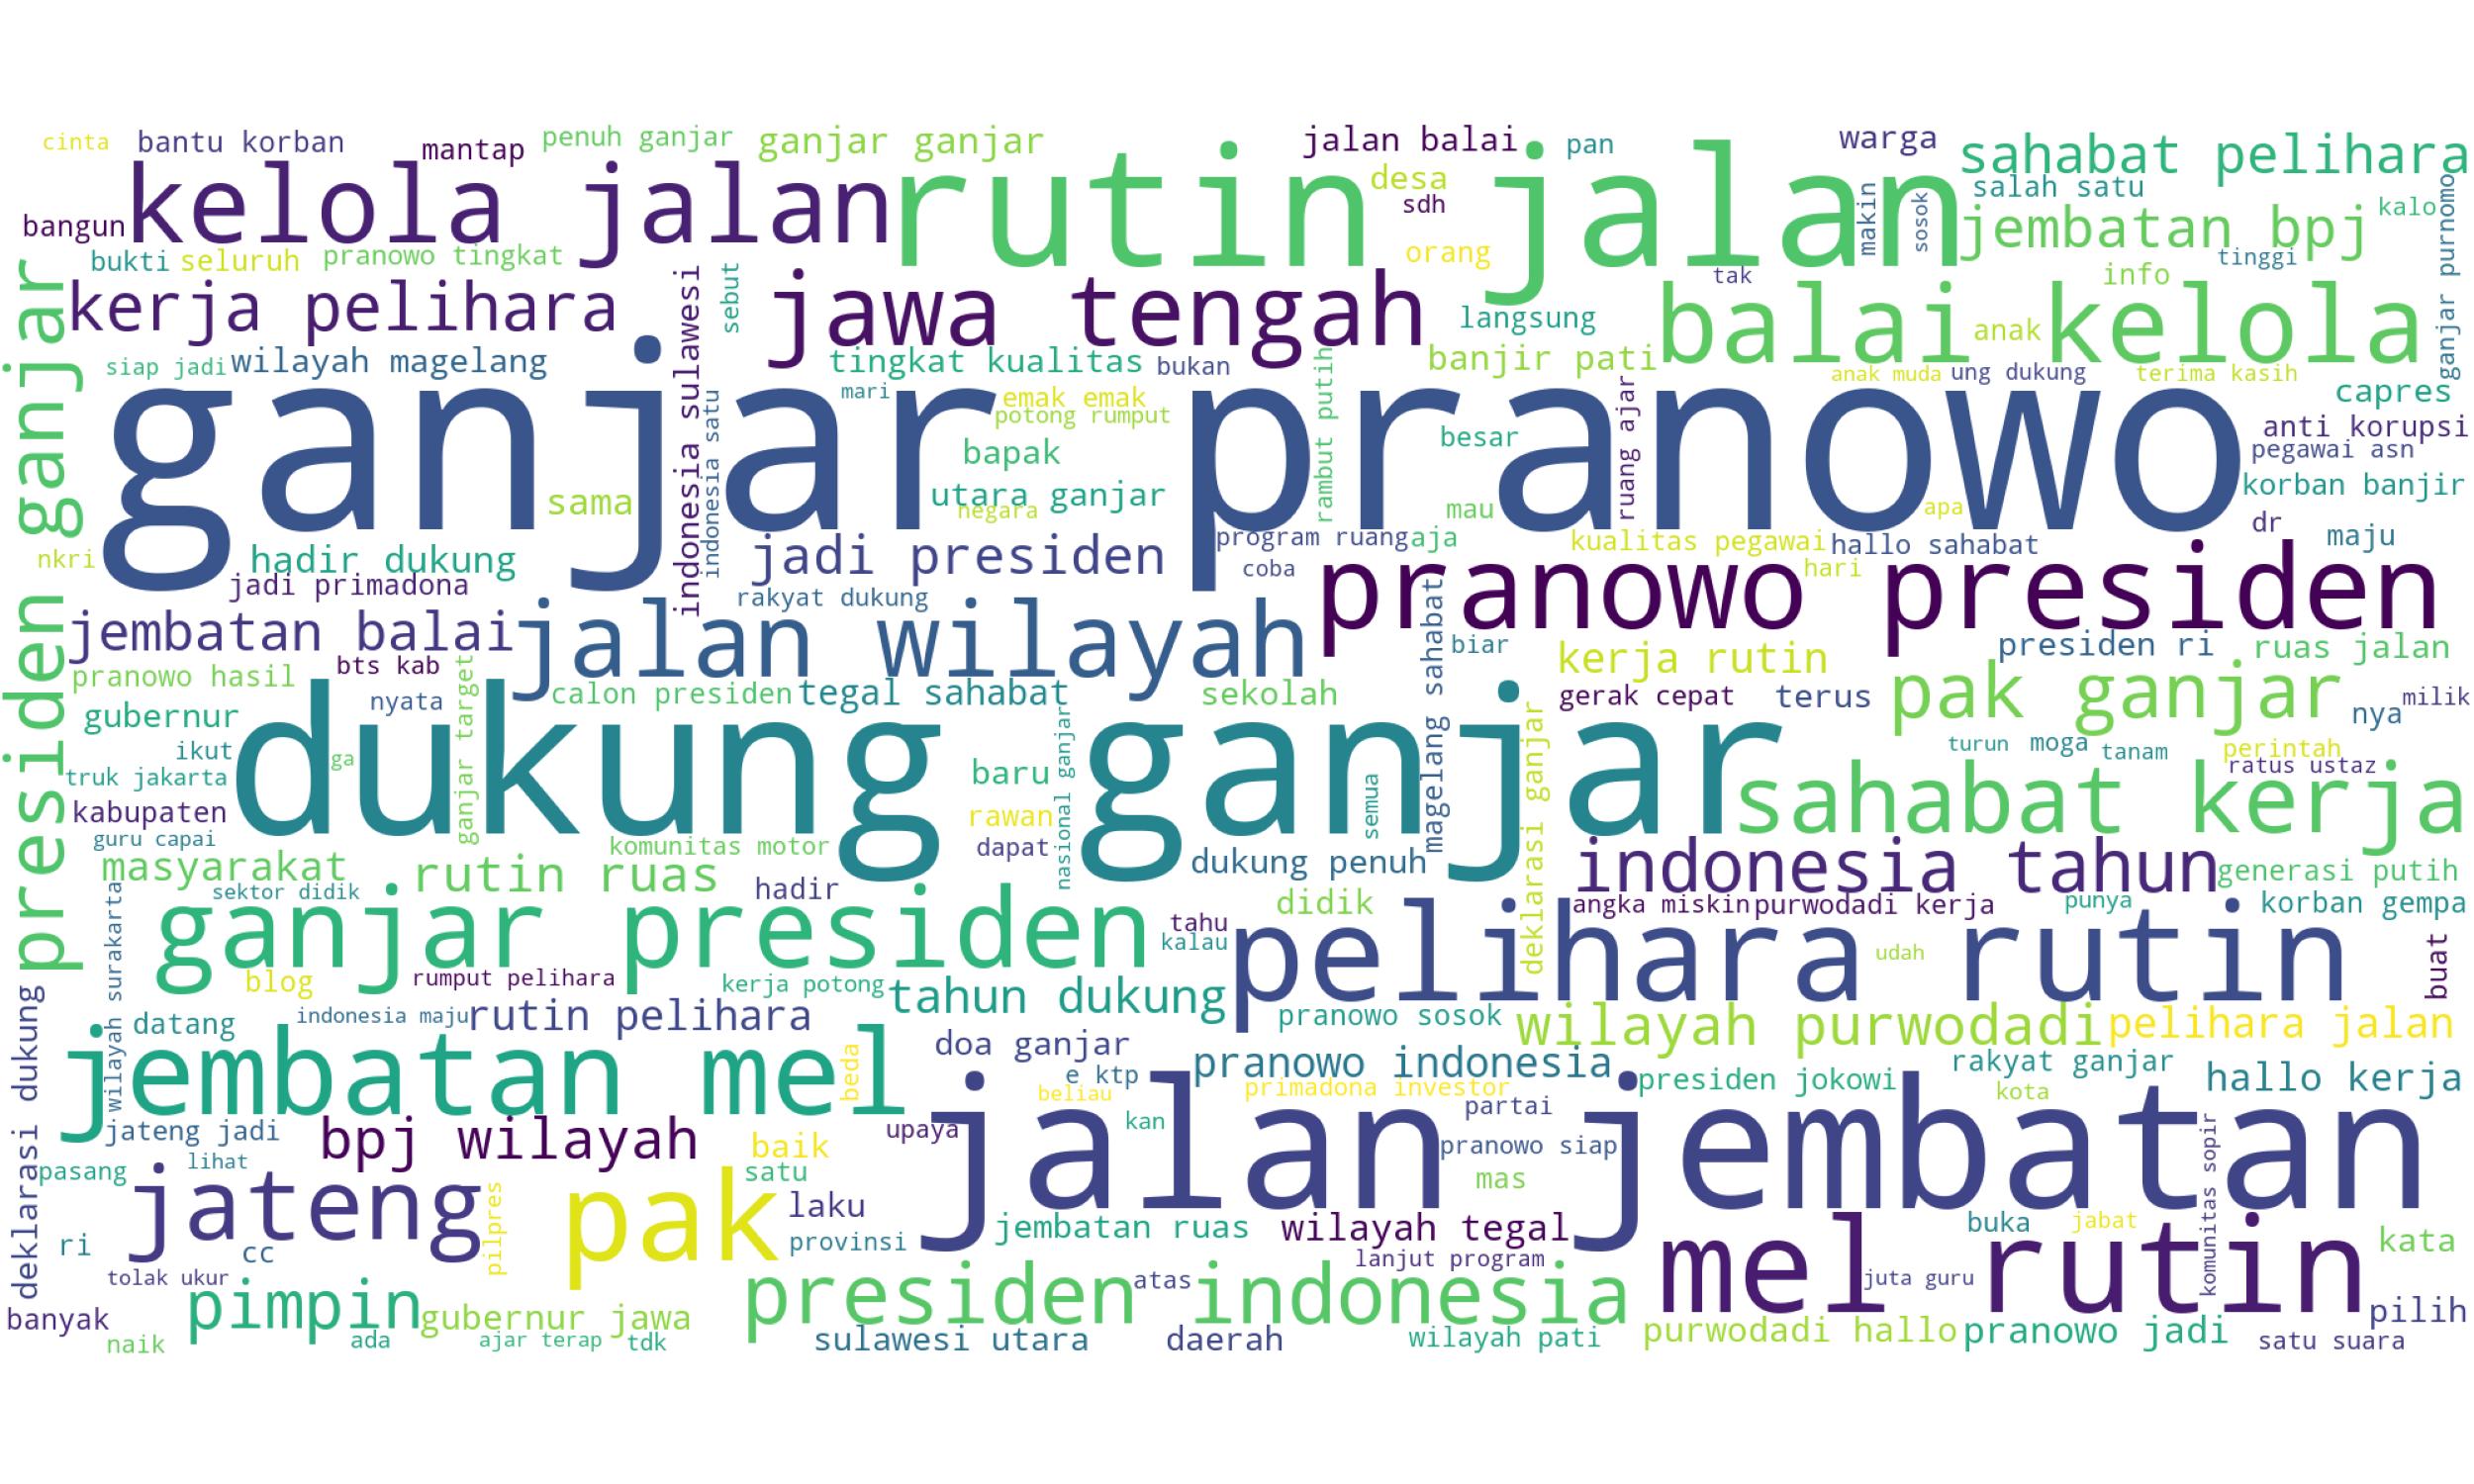 cinta
bantu korban
mantap
penuh ganjar
ganjar ganjar
jalan balai
pan
warga
sahabat pelihara
bangun
kelola jalan
rutin jalan
desa
sdh
makin
sosok
salah satu
jembatan bpj
kalo
ganjar purnomo
bukti
seluruh
pranowo tingkat
orang
tak
info
tinggi
presiden ganjar
kerja pelihara
indonesia sulawesi
sebut
jawa tengah
langsung
balai kelola
anak
siap jadi
wilayah magelang
tingkat kualitas
bukan
rambut putih
banjir pati
anak muda
ung dukung
terima kasih
capres
ganjar pranowo
indonesia satu
mari
emak emak
potong rumput
bapak
besar
ruang ajar
anti korupsi
pegawai asn
sama
utara ganjar
negara
mau
apa
korban banjir
dr
maju
nkri
hadir dukung
jadi presiden
program ruang
aja
kualitas pegawai
hallo sahabat
jadi primadona
coba
pranowo presiden
hari
rakyat dukung
jembatan balai
jalan wilayah
magelang sahabat
biar
presiden ri
ruas jalan
pranowo hasil
bts kab
ganjar target
kerja rutin
calon presiden
tegal sahabat
sekolah
gerak cepat
terus
pak ganjar
milik
nyata
gubernur
nya
dukung ganjar
nasional ganjar
deklarasi ganjar
ikut
ga
turun
moga
tanam
perintah
truk jakarta
baru
semua
ratus ustaz
kabupaten
rawan
sahabat kerja
guru capai
komunitas motor
dapat
masyarakat
rutin ruas
dukung penuh
indonesia tahun
generasi putih
wilayah surakarta
sektor didik
hadir
didik
angka miskin
purwodadi kerja
punya
korban gempa
ganjar presiden
tahu
kalau
pelihara rutin
udah
buat
blog
rumput pelihara
kerja potong
tahun dukung
deklarasi dukung
datang
indonesia maju
rutin pelihara
pranowo sosok
wilayah purwodadi
pelihara jalan
jembatan mel
beda
doa ganjar
pranowo indonesia
rakyat ganjar
e ktp
primadona investor
presiden jokowi
hallo kerja
beliau
kota
jalan jembatan
jateng jadi
bpj wilayah
baik
upaya
kan
partai
pasang
lihat
satu
pranowo siap
komunitas sopir
jateng
pilpres
pak
laku
mas
ri
cc
provinsi
jembatan ruas
wilayah tegal
buka
jabat
kata
tolak ukur
lanjut program
mel rutin
juta guru
banyak
pimpin
gubernur jawa
presiden indonesia
atas
pilih
naik
ada
ajar terap
tdk
sulawesi utara
daerah
wilayah pati
purwodadi hallo
pranowo jadi
satu suara